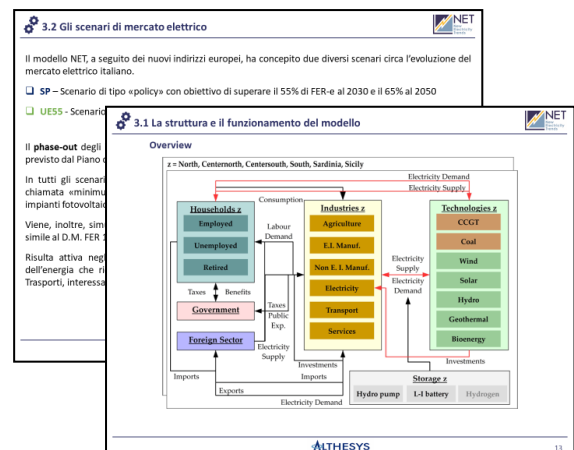 3.2 Gli scenari di mercato elettrico
NET
Il modello NET, a seguito dei nuovi indirizzi europei, ha concepito due diversi scenari circa l'evoluzione del
mercato elettrico italiano.
SP – Scenario di tipo «policy» con obiettivo di superare il 55% di FER-e al 2030 e il 65% al 2050
UE55 - Scenario
Il phase-out degli
previsto dal Piano
In tutti gli scenari
chiamata «minimu
impianti fotovoltaic
Viene, inoltre, sim
simile al D.M. FER 1
Risulta attiva negl
dell'energia che ri
Trasporti, interessa
3.1 La struttura e il funzionamento del modello
NET
Overview
z = North, Centernorth, Centersouth, South, Sardinia, Sicily
Electricity Demand
Electricity Supply
Consumption
Households z
Employed
Unemployed
Retired
Labour
Demand
Industries z
Agriculture
E.I. Manuf.
Non E. I. Manuf.
Electricity
Transport
Services
Electricity
Supply
Electricity
Demand
Technologies z
CCGT
Coal
Wind
Solar
Hydro
Geothermal
Bioenergy
Taxes
Benefits
Government
Taxes
Public
Exp.
Foreign Sector
Electricity
Supply
Investments
Investments
Imports
Imports
Exports
Electricity Demand
Storage z
Hydro pump
L-I battery
Hydrogen
ALTHESYS
13